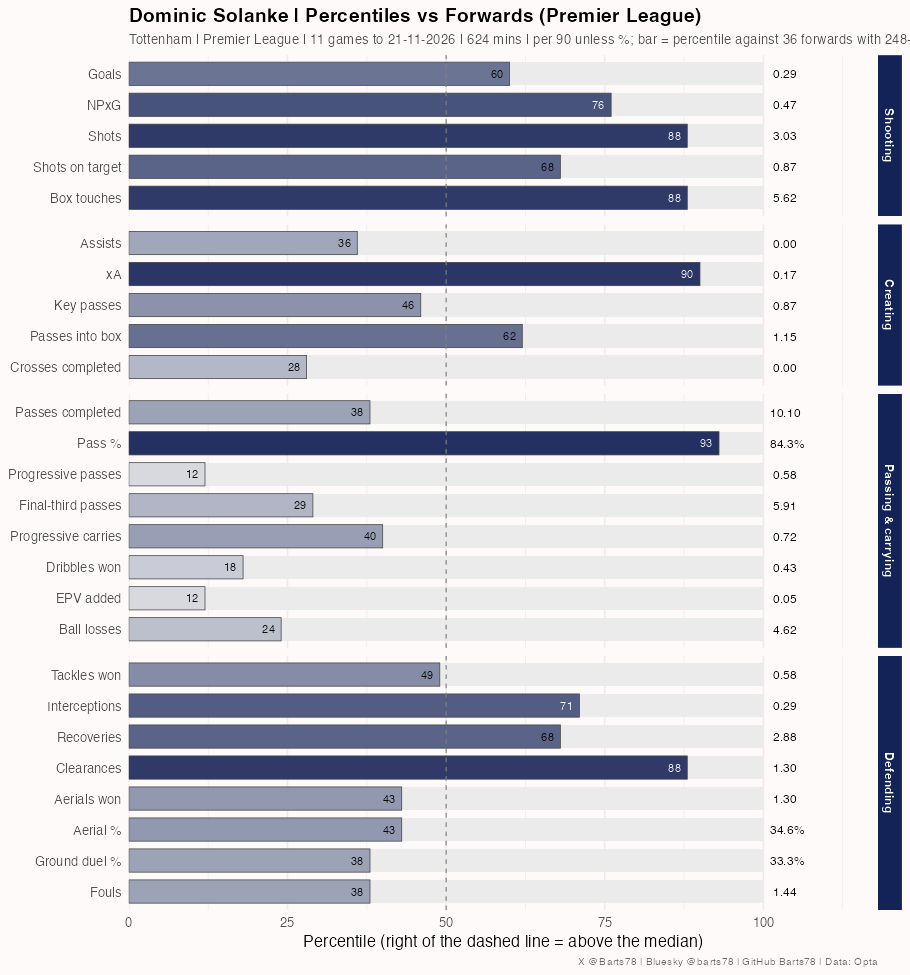 Dominic Solanke | Percentiles vs Forwards (Premier League)
Tottenham | Premier League | 11 games to 21-11-2026 | 624 mins | per 90 unless %; bar = percentile against 36 forwards with 248-
Goals 60 0.29
NPxG 76 0.47
Shots 88 3.03
Shots on target 68 0.87
Box touches 88 5.62
Shooting
Assists 36 0.00
xA 90 0.17
Key passes 46 0.87
Passes into box 62 1.15
Crosses completed 28 0.00
Creating
Passes completed 38 10.10
Pass % 93 84.3%
Progressive passes 12 0.58
Final-third passes 29 5.91
Progressive carries 40 0.72
Dribbles won 18 0.43
EPV added 12 0.05
Ball losses 24 4.62
Passing & carrying
Tackles won 49 0.58
Interceptions 71 0.29
Recoveries 68 2.88
Clearances 88 1.30
Aerials won 43 1.30
Aerial % 43 34.6%
Ground duel % 38 33.3%
Fouls 38 1.44
Defending
0 25 50 75 100
Percentile (right of the dashed line = above the median)
X @Barts78 | Bluesky @barts78 | GitHub Barts78 | Data: Opta